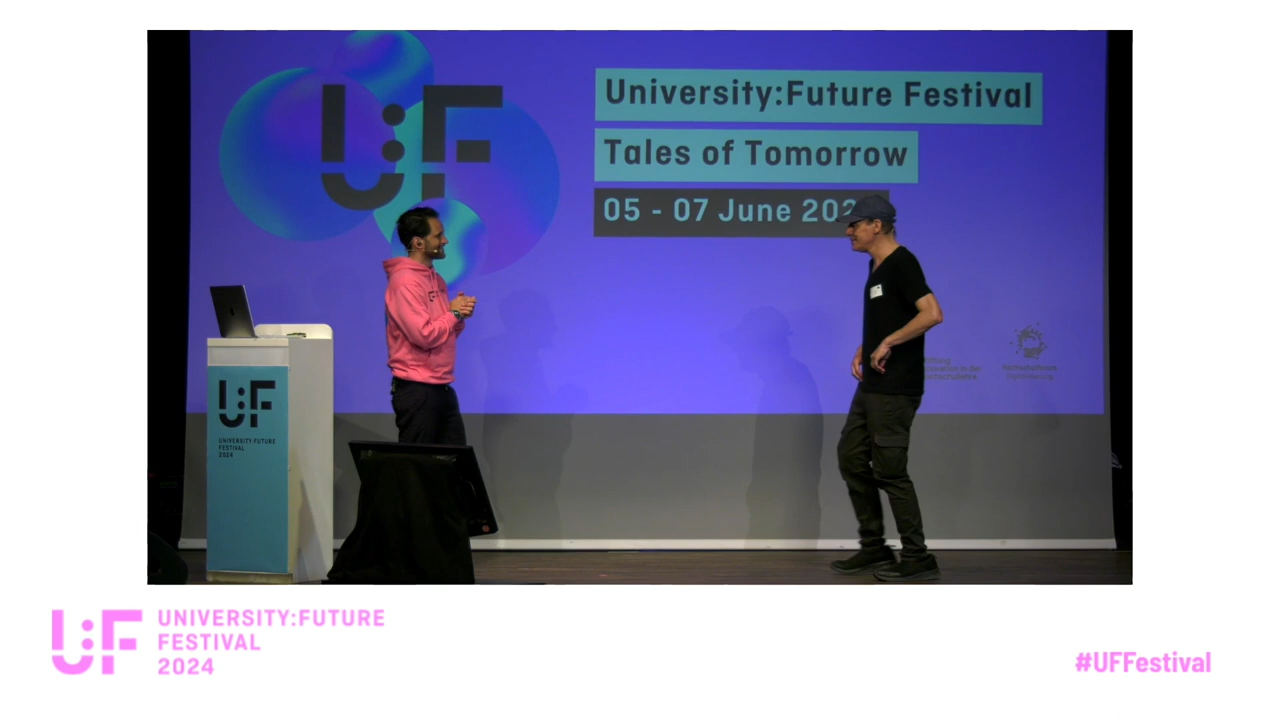 U:F
University:Future Festival
Tales of Tomorrow
05 - 07 June 202
U:F
UNIVERSITY:FUTURE
FESTIVAL
2024
U:F
UNIVERSITY:FUTURE
FESTIVAL
2024
#UFFestival